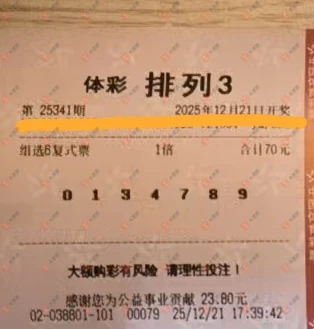 体彩 排列3
第 25341期 2025年12月21日开奖
组选6复式票 1倍 合计70元
0 1 3 4 7 8 9
大额购彩有风险 请理性投注！
感谢您为公益事业贡献 23.80元
02-038801-101 00079 25/12/21 17:39:42